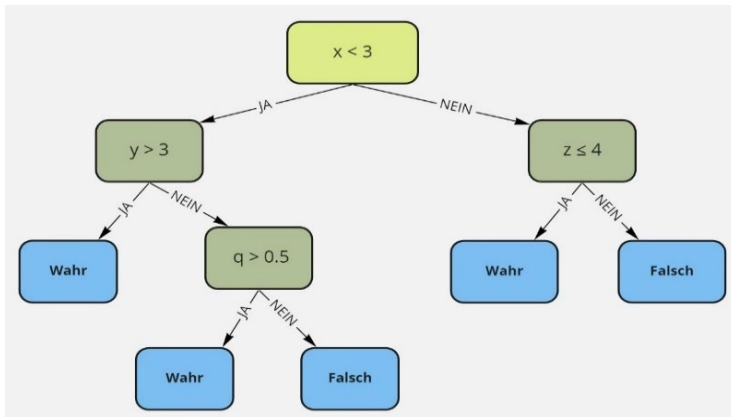 x < 3
JA
NEIN
y > 3
z ≤ 4
JA
NEIN
JA
NEIN
Wahr
q > 0.5
Wahr
Falsch
JA
NEIN
Wahr
Falsch